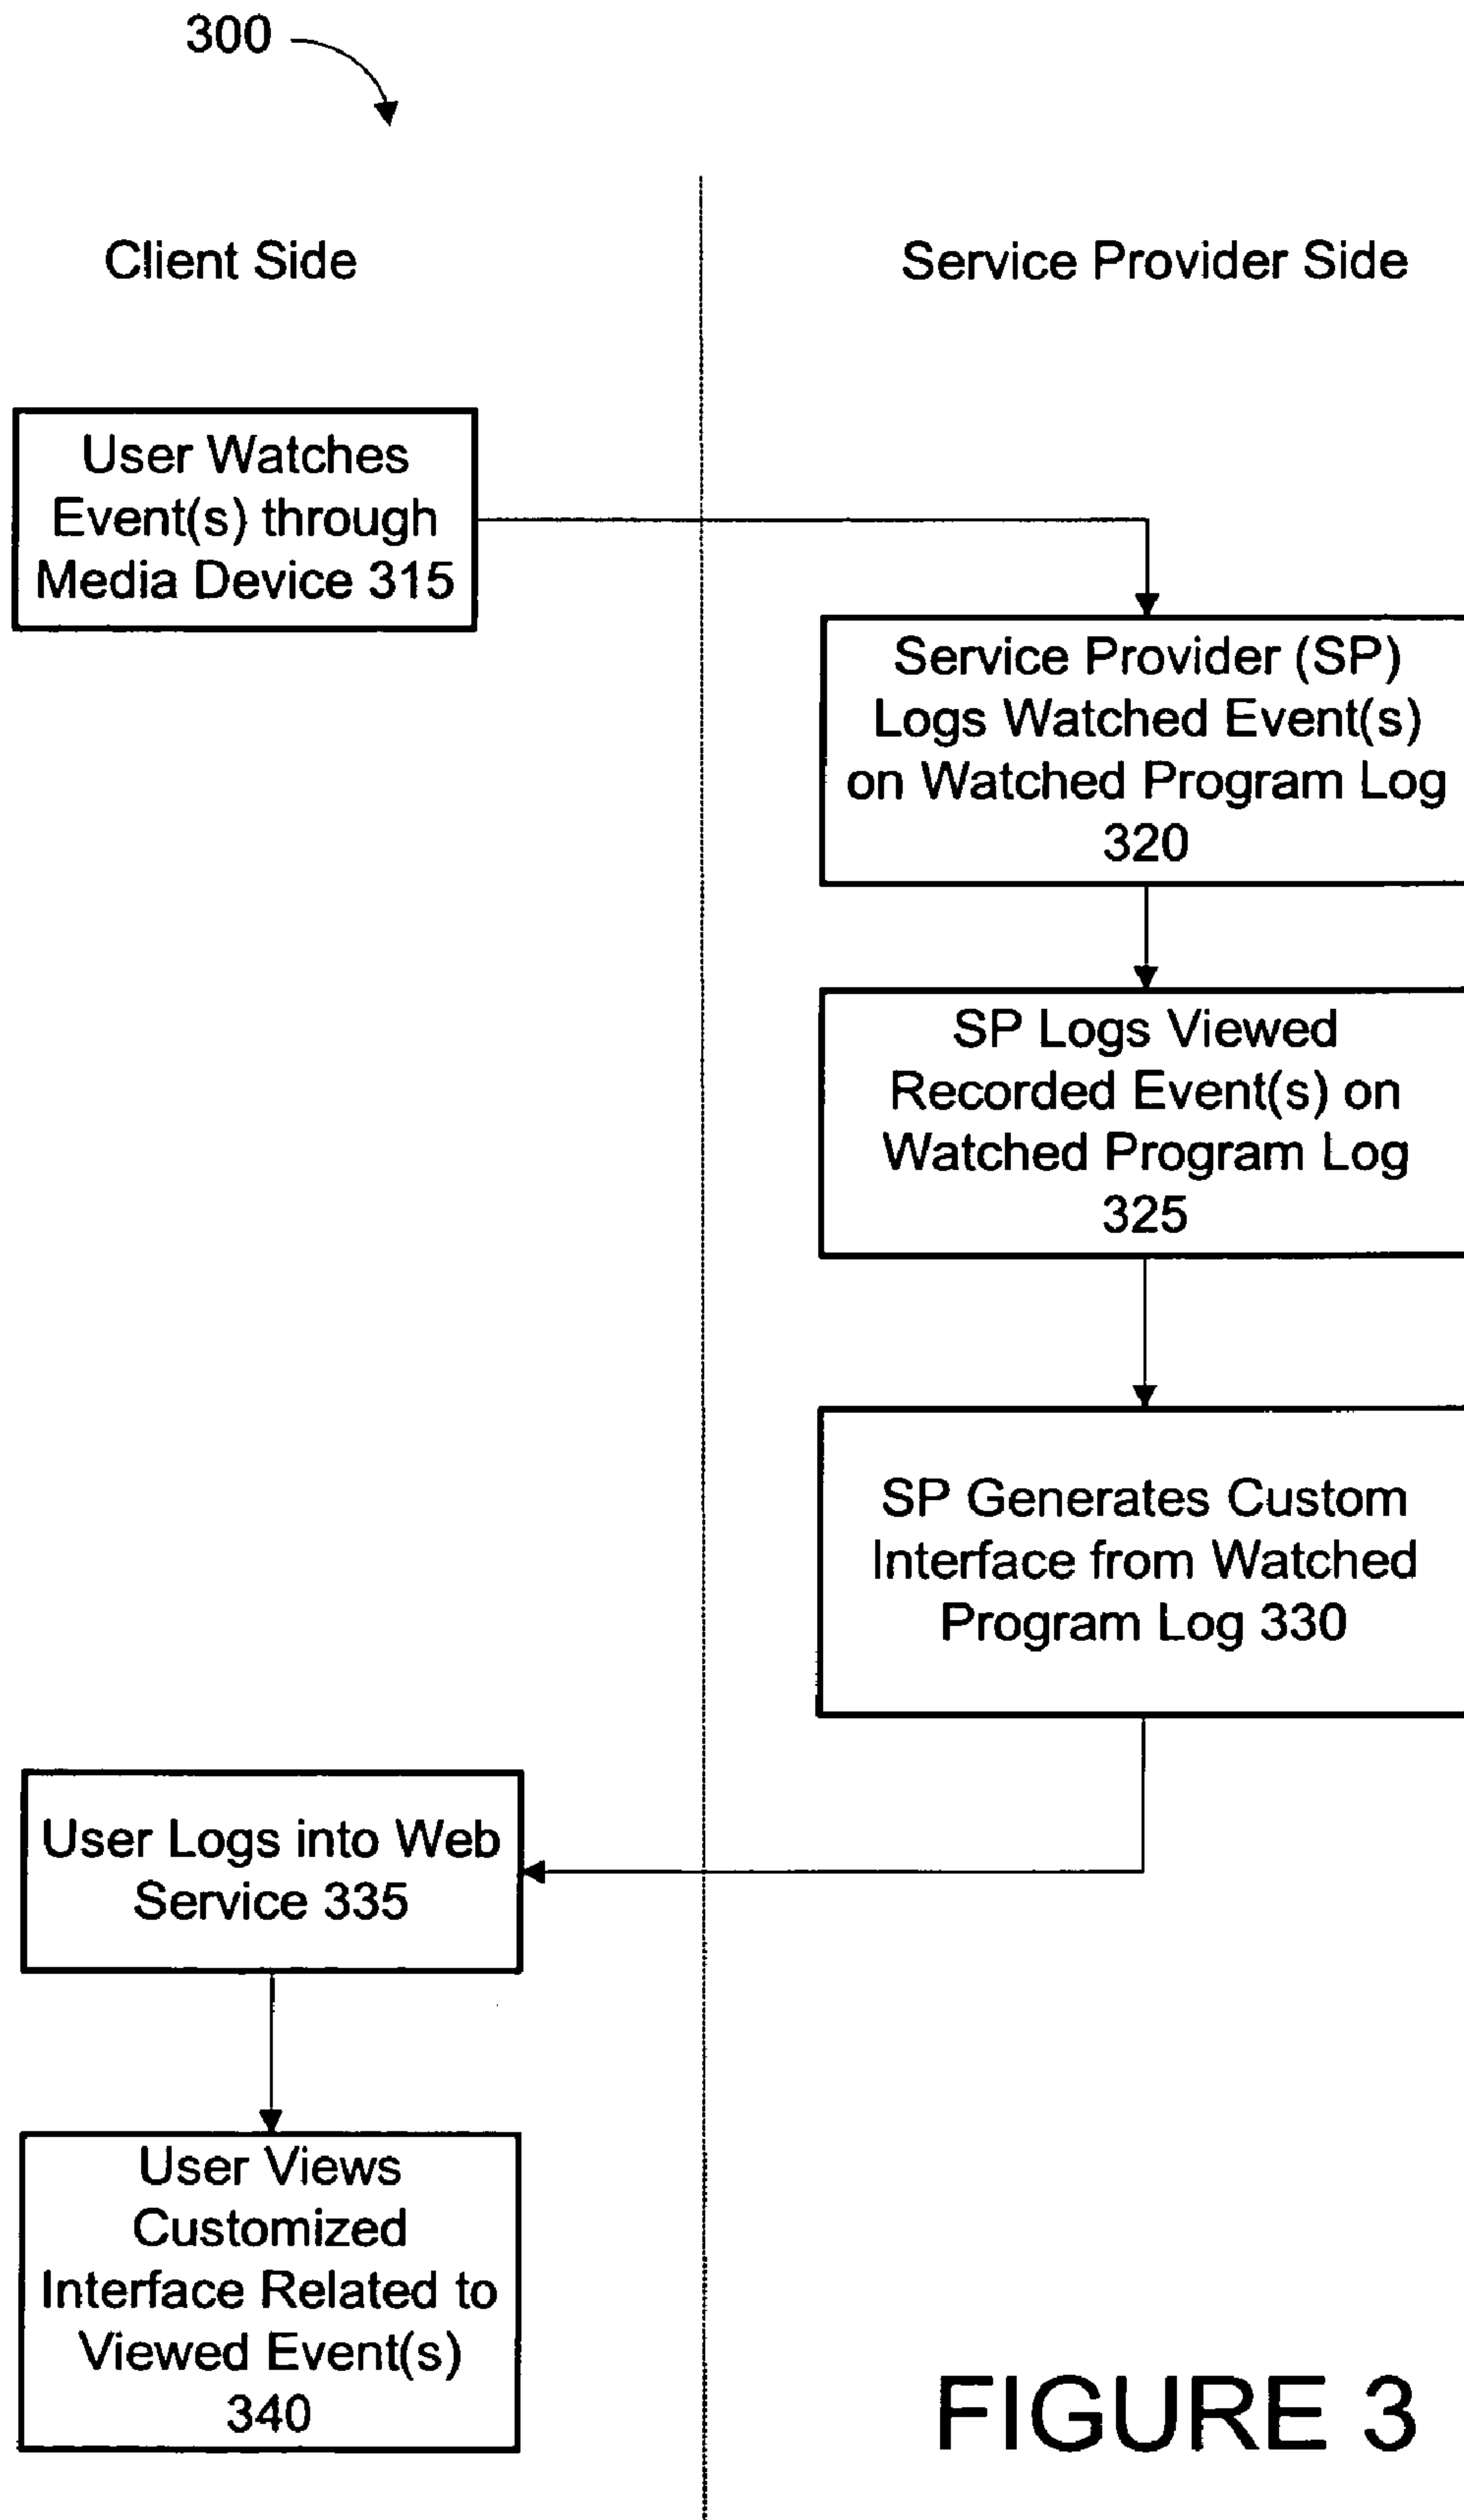 300
Client Side
Service Provider Side
User Watches
Event(s) through
Media Device 315
Service Provider (SP)
Logs Watched Event(s)
on Watched Program Log
320
SP Logs Viewed
Recorded Event(s) on
Watched Program Log
325
SP Generates Custom
Interface from Watched
Program Log 330
User Logs into Web
Service 335
User Views
Customized
Interface Related to
Viewed Event(s)
340
FIGURE 3